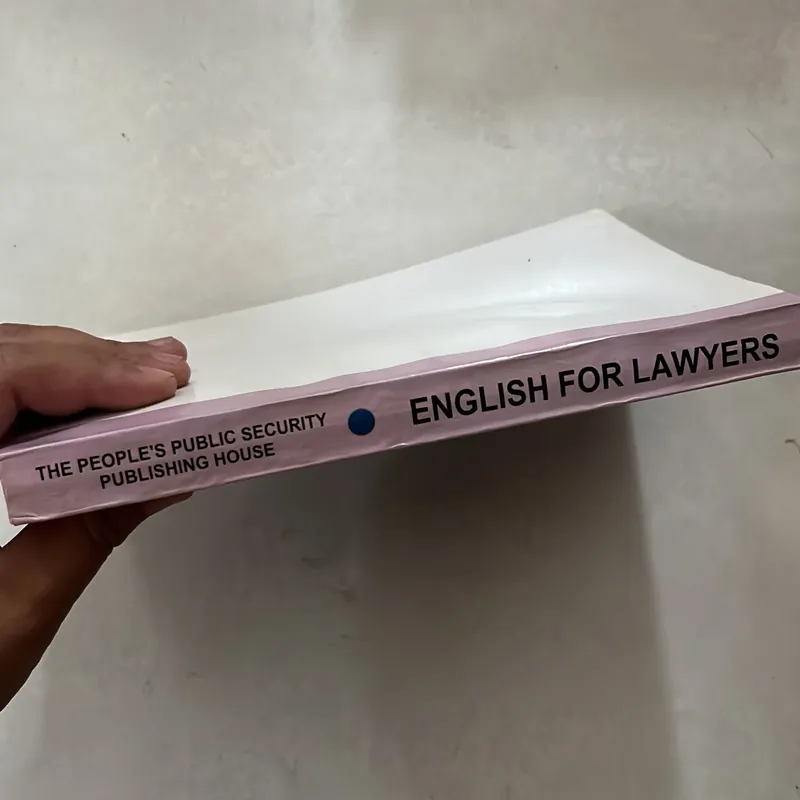 THE PEOPLE'S PUBLIC SECURITY
PUBLISHING HOUSE
ENGLISH FOR LAWYERS